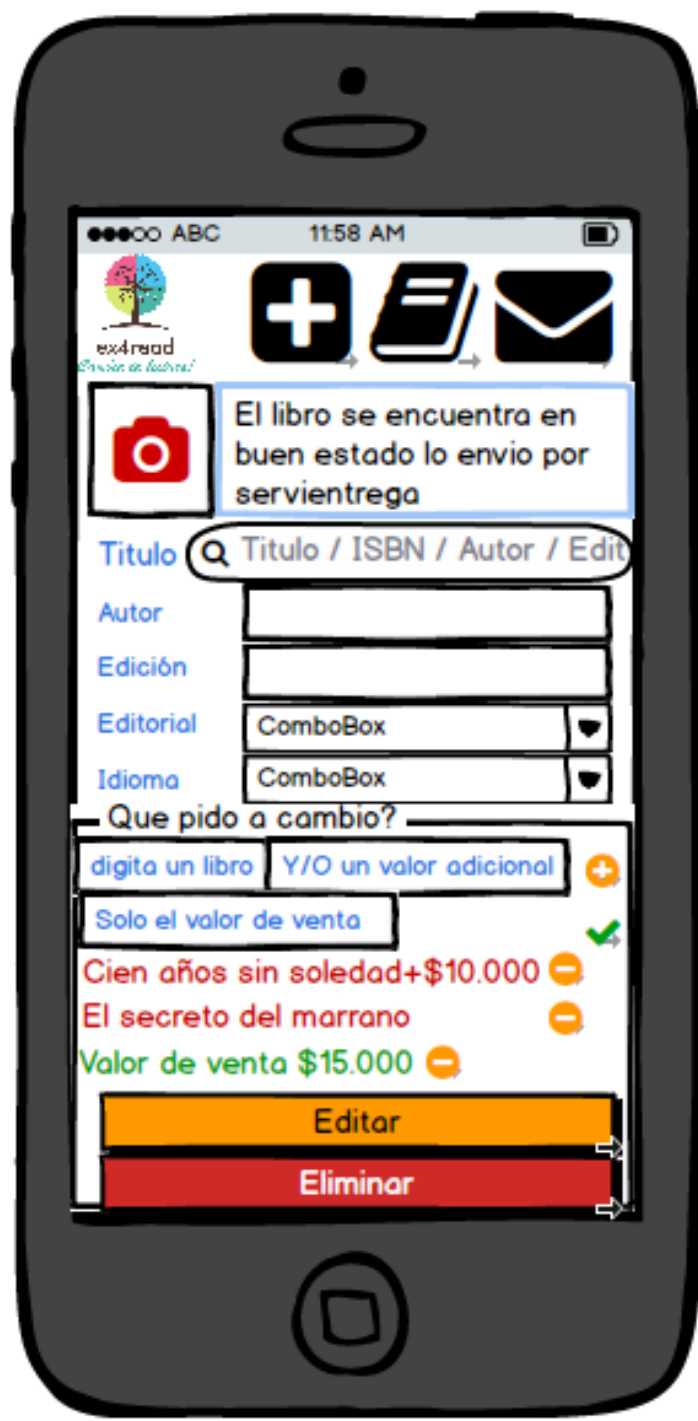 ABC 11:58 AM
ex4read
El libro se encuentra en
buen estado lo envio por
servientrega
Titulo Titulo / ISBN / Autor / Edit
Autor
Edición
Editorial ComboBox
Idioma ComboBox
Que pido a cambio?
digita un libro Y/O un valor adicional
Solo el valor de venta
Cien años sin soledad+$10.000
El secreto del marrano
Valor de venta $15.000
Editar
Eliminar